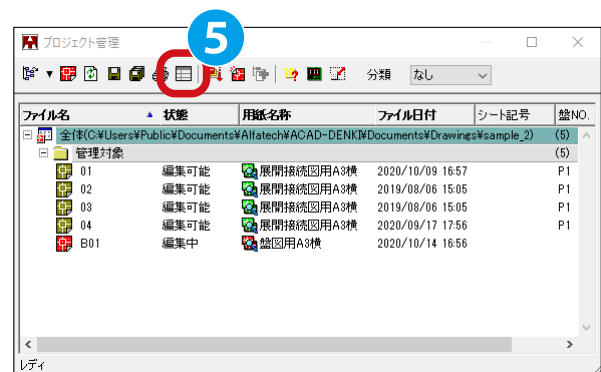 5
プロジェクト管理
分類 なし
ファイル名 状態 用紙名称 ファイル日付 シート記号 盤NO.
全体(C:¥Users¥Public¥Documents¥Alfatech¥ACAD-DENKI¥Documents¥Drawings¥sample_2) (5)
管理対象 (5)
01 編集可能 展開接続図用A3横 2020/10/09 16:57 P1
02 編集可能 展開接続図用A3横 2019/08/06 15:05 P1
03 編集可能 展開接続図用A3横 2019/08/06 15:05 P1
04 編集可能 展開接続図用A3横 2020/09/17 17:56 P1
B01 編集中 盤図用A3横 2020/10/14 16:56
レディ